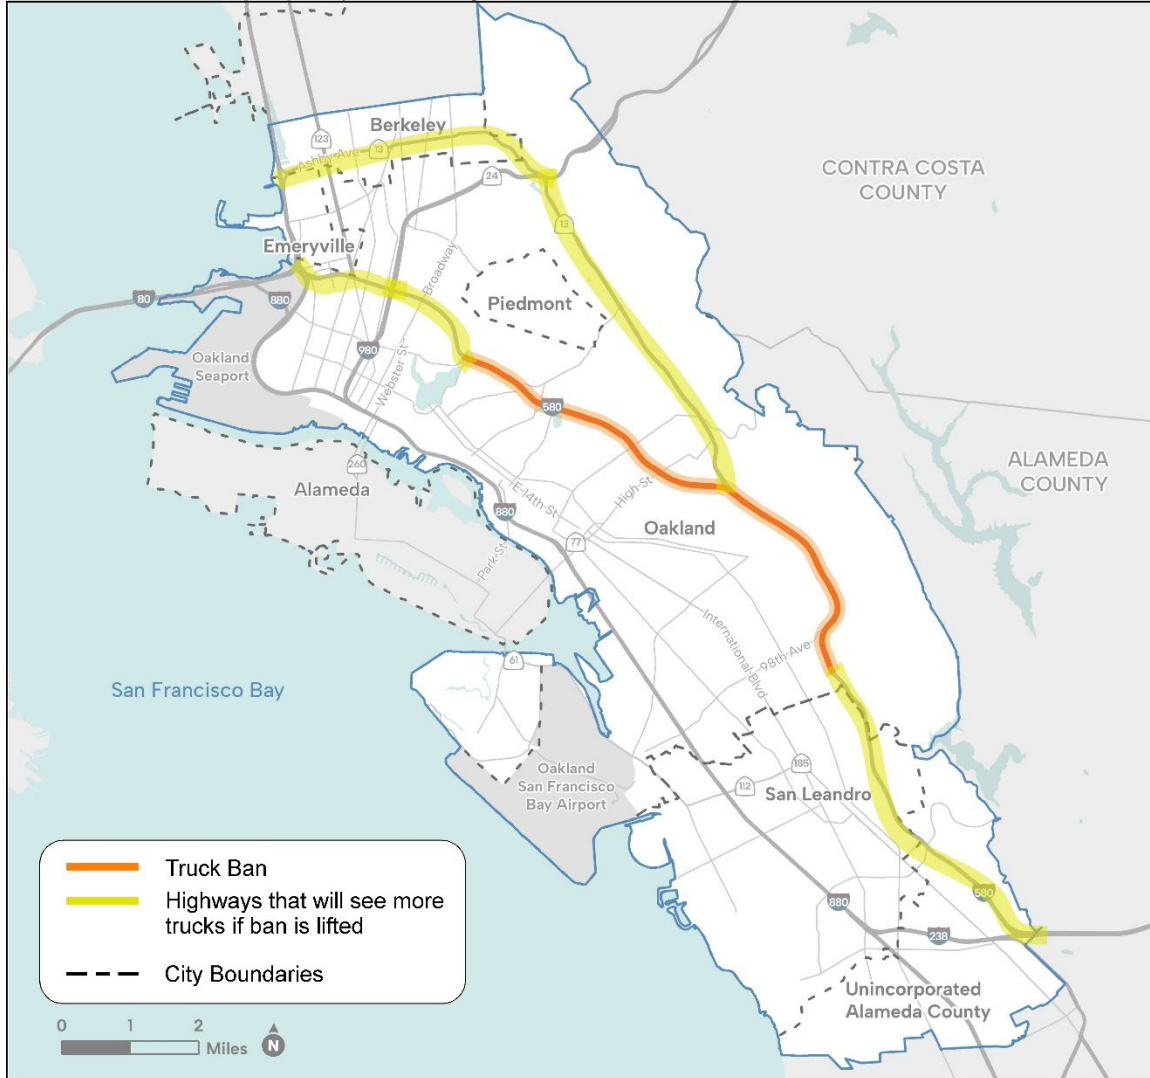 Berkeley
123
Ashby Ave
13
24
CONTRA COSTA
COUNTY
13
Emeryville
Broadway
80
880
Piedmont
Oakland
Seaport
980
Webster St
580
260
Alameda
ALAMEDA
COUNTY
E 14th St
High St
880
Oakland
77
Park St
International Blvd
98th Ave
61
San Francisco Bay
Oakland
San Francisco
Bay Airport
185
112
San Leandro
580
880
238
Unincorporated
Alameda County
Truck Ban
Highways that will see more
trucks if ban is lifted
City Boundaries
0 1 2
Miles
N